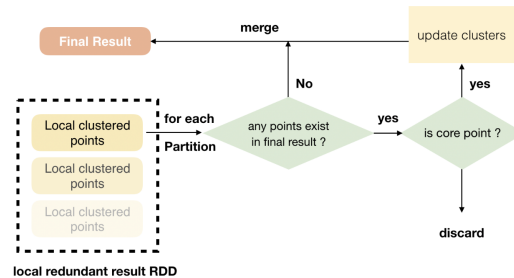 merge
Final Result
update clusters
No
yes
for each
Partition
any points exist
in final result ?
yes
is core point ?
Local clustered
points
Local clustered
points
Local clustered
points
discard
local redundant result RDD